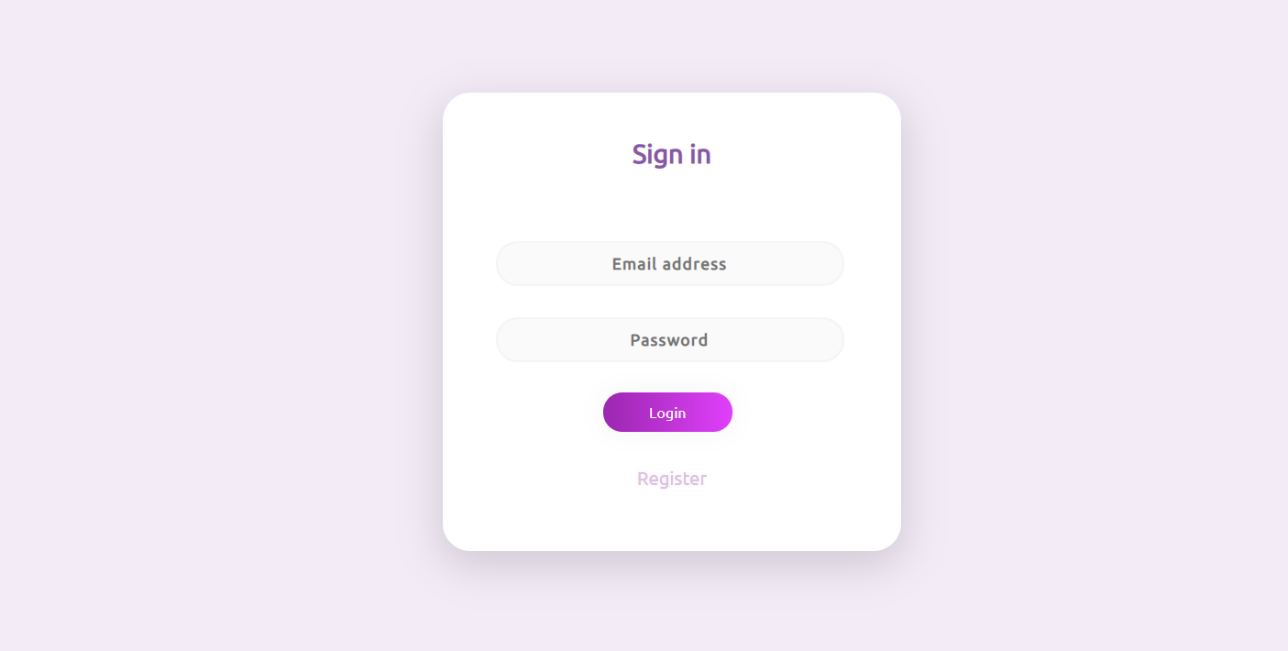 Sign in
Email address
Password
Login
Register